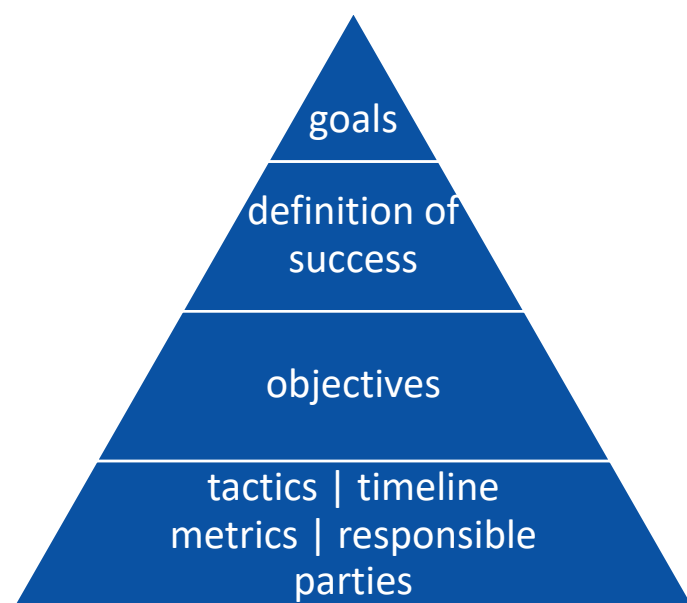 goals
definition of
success
objectives
tactics | timeline
metrics | responsible
parties